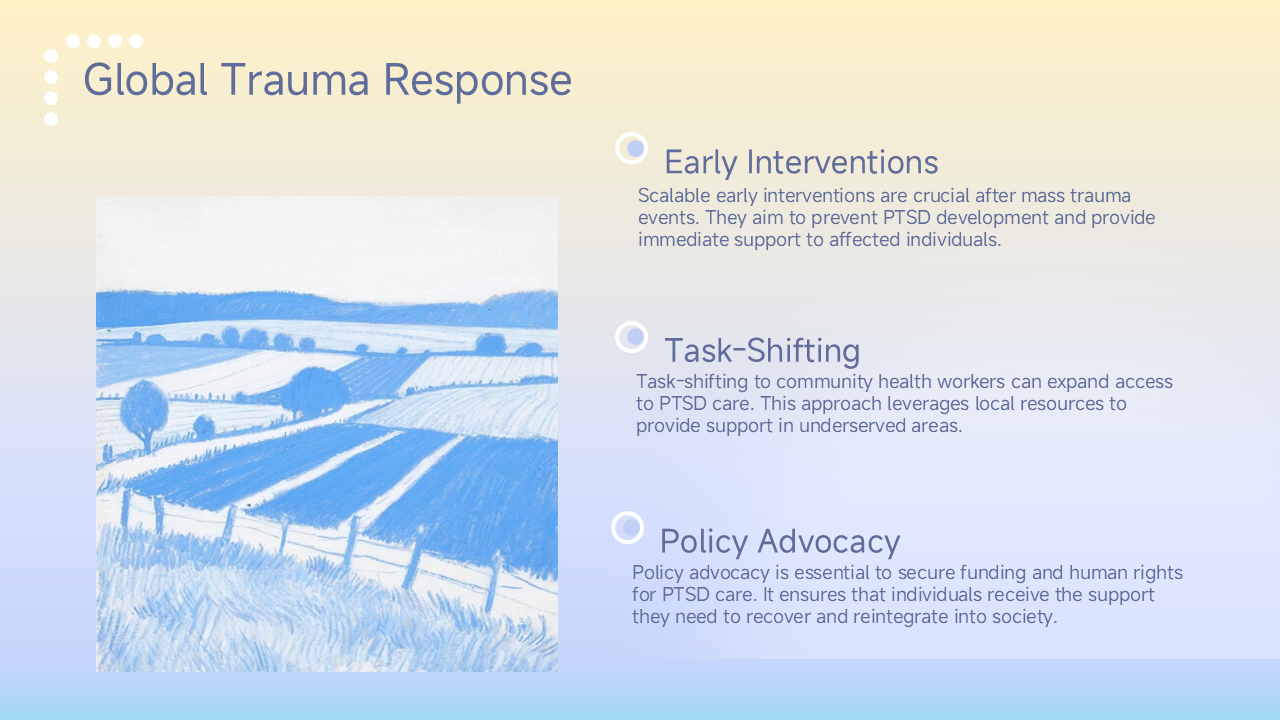 Global Trauma Response
Early Interventions
Scalable early interventions are crucial after mass trauma
events. They aim to prevent PTSD development and provide
immediate support to affected individuals.
Task-Shifting
Task-shifting to community health workers can expand access
to PTSD care. This approach leverages local resources to
provide support in underserved areas.
Policy Advocacy
Policy advocacy is essential to secure funding and human rights
for PTSD care. It ensures that individuals receive the support
they need to recover and reintegrate into society.